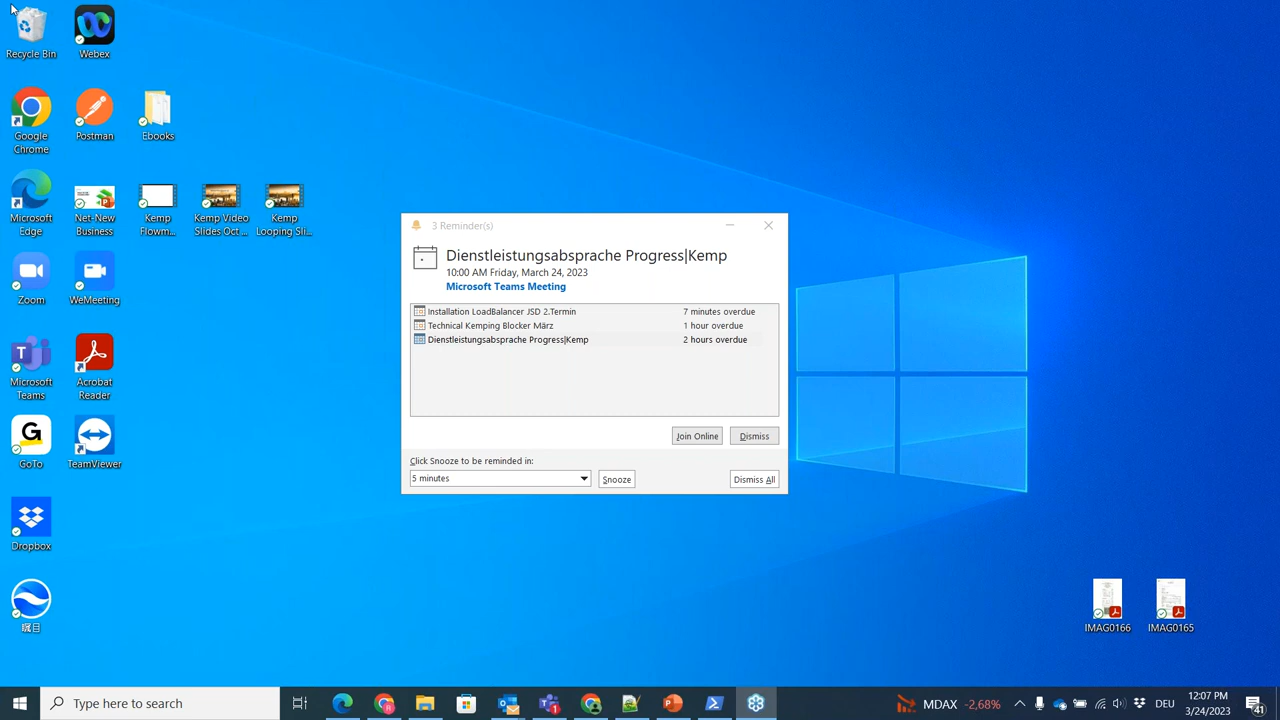 Recycle Bin
Webex
Google
Chrome
Postman
Ebooks
Microsoft
Edge
Net-New
Business
Kemp
Flowm...
Kemp Video
Slides Oct ...
Kemp
Looping Sli...
Zoom
WeMeeting
Microsoft
Teams
Acrobat
Reader
GoTo
TeamViewer
Dropbox
瞩目
3 Reminder(s)
Dienstleistungsabsprache Progress|Kemp
10:00 AM Friday, March 24, 2023
Microsoft Teams Meeting
Installation LoadBalancer JSD 2.Termin 7 minutes overdue
Technical Kemping Blocker März 1 hour overdue
Dienstleistungsabsprache Progress|Kemp 2 hours overdue
Join Online Dismiss
Click Snooze to be reminded in:
5 minutes Snooze Dismiss All
IMAG0166
IMAG0165
Type here to search
MDAX -2,68%
DEU
12:07 PM
3/24/2023
41